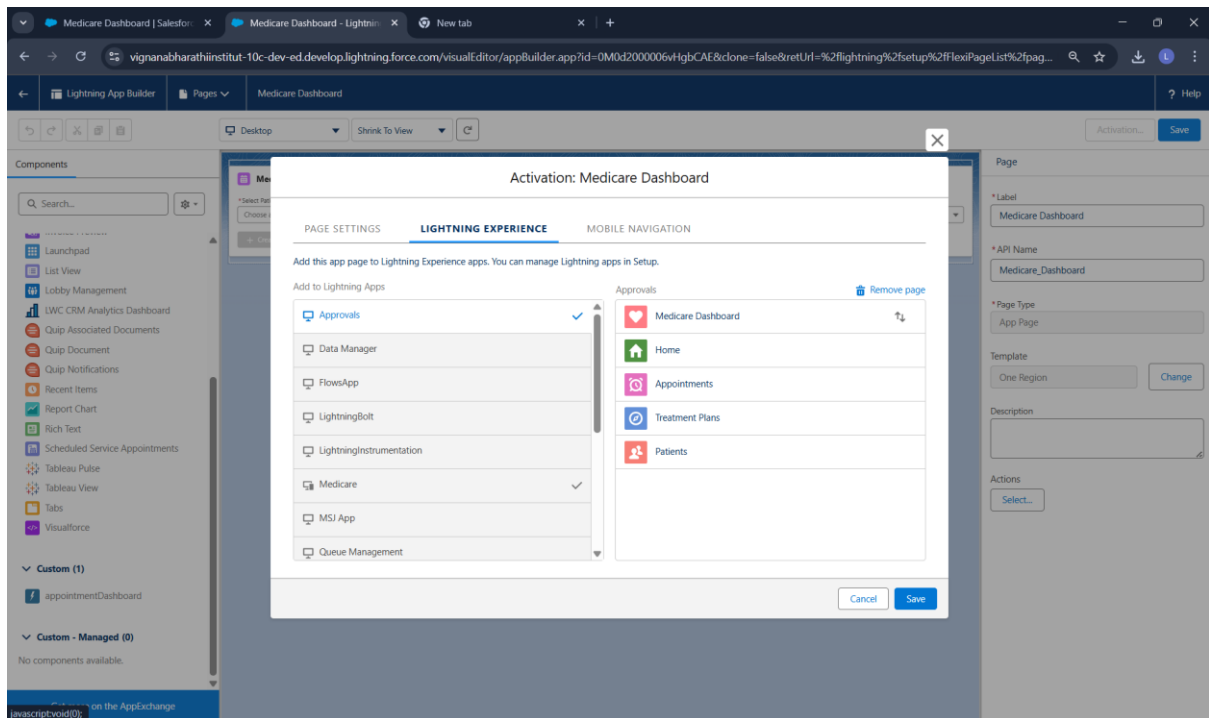 Medicare Dashboard | Salesforc
Medicare Dashboard - Lightnin
New tab
vignanabharathiinstitut-10c-dev-ed.develop.lightning.force.com/visualEditor/appBuilder.app?id=0M0d2000006vHgbCAE&clone=false&retUrl=%2flightning%2fsetup%2fFlexiPageList%2fpag...
L
Lightning App Builder
Pages
Medicare Dashboard
? Help
Desktop
Shrink To View
Activation...
Save
Components
Search...
Launchpad
List View
Lobby Management
LWC CRM Analytics Dashboard
Quip Associated Documents
Quip Document
Quip Notifications
Recent Items
Report Chart
Rich Text
Scheduled Service Appointments
Tableau Pulse
Tableau View
Tabs
Visualforce
Custom (1)
appointmentDashboard
Custom - Managed (0)
No components available.
on the AppExchange
javascript:void(0);
Activation: Medicare Dashboard
PAGE SETTINGS
LIGHTNING EXPERIENCE
MOBILE NAVIGATION
Add this app page to Lightning Experience apps. You can manage Lightning apps in Setup.
Add to Lightning Apps
Approvals
Data Manager
FlowsApp
LightningBolt
LightningInstrumentation
Medicare
MSJ App
Queue Management
Approvals
Remove page
Medicare Dashboard
Home
Appointments
Treatment Plans
Patients
Cancel
Save
Page
*Label
Medicare Dashboard
*API Name
Medicare_Dashboard
*Page Type
App Page
Template
One Region
Change
Description
Actions
Select...